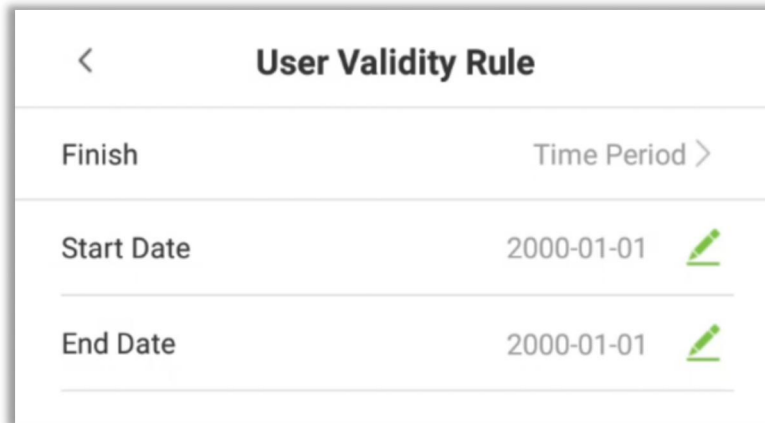 User Validity Rule
Finish Time Period
Start Date 2000-01-01
End Date 2000-01-01